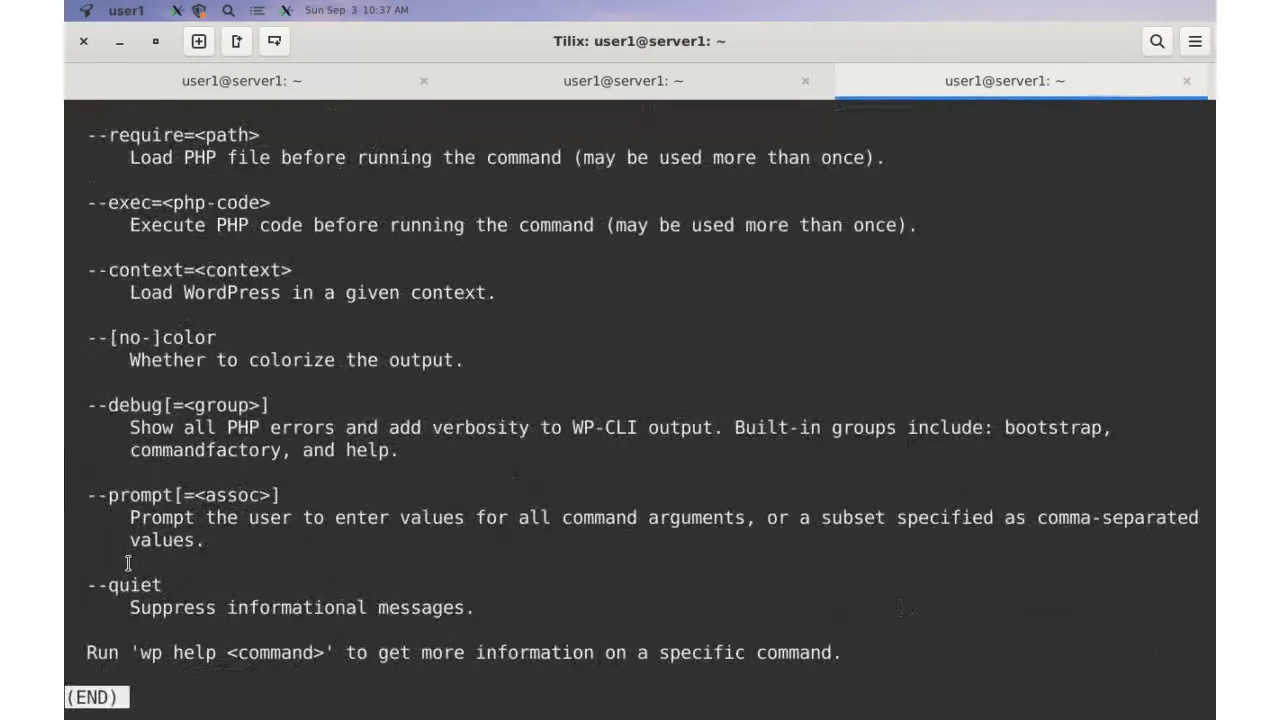 user1
Sun Sep 3 10:37 AM
Tilix: user1@server1: ~
user1@server1: ~
user1@server1: ~
user1@server1: ~
--require=<path>
Load PHP file before running the command (may be used more than once).
--exec=<php-code>
Execute PHP code before running the command (may be used more than once).
--context=<context>
Load WordPress in a given context.
--[no-]color
Whether to colorize the output.
--debug[=<group>]
Show all PHP errors and add verbosity to WP-CLI output. Built-in groups include: bootstrap,
commandfactory, and help.
--prompt[=<assoc>]
Prompt the user to enter values for all command arguments, or a subset specified as comma-separated
values.
--quiet
Suppress informational messages.
Run 'wp help <command>' to get more information on a specific command.
(END)